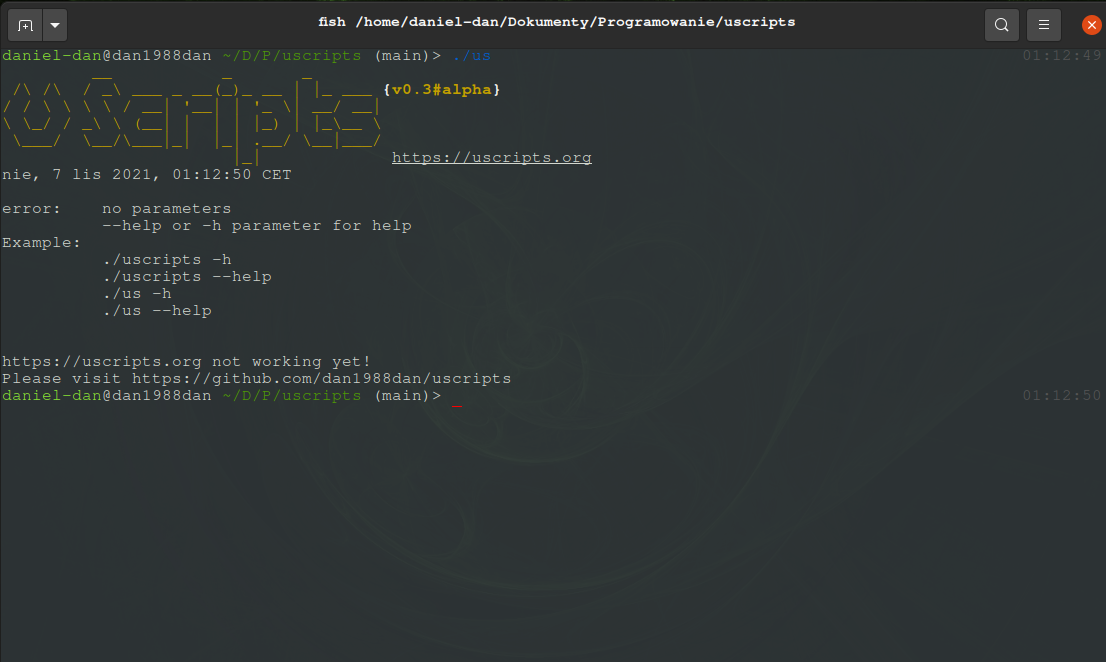 fish /home/daniel-dan/Dokumenty/Programowanie/uscripts
daniel-dan@dan1988dan ~/D/P/uscripts (main)> ./us 01:12:49
UScripts {v0.3#alpha}
https://uscripts.org
nie, 7 lis 2021, 01:12:50 CET
error: no parameters
--help or -h parameter for help
Example:
./uscripts -h
./uscripts --help
./us -h
./us --help
https://uscripts.org not working yet!
Please visit https://github.com/dan1988dan/uscripts
daniel-dan@dan1988dan ~/D/P/uscripts (main)> _ 01:12:50